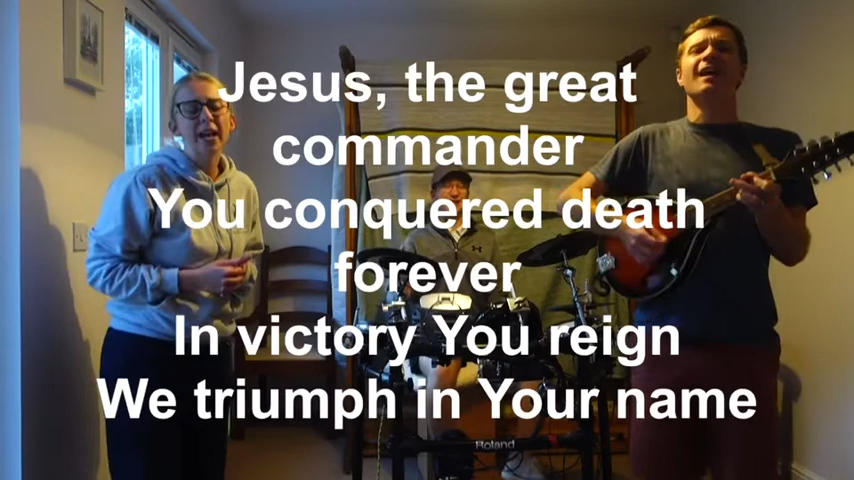 Jesus, the great
commander
You conquered death
forever
In victory You reign
We triumph in Your name
Roland